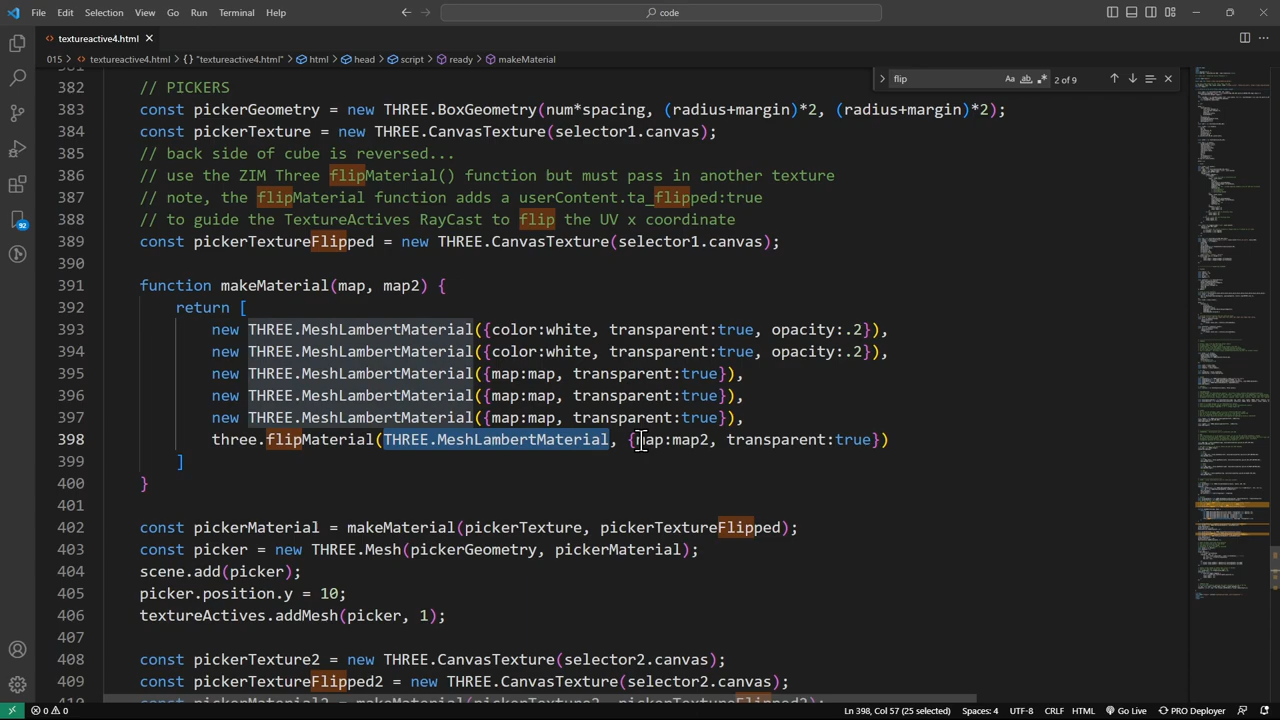 File Edit Selection View Go Run Terminal Help
code
textureactive4.html
015 > textureactive4.html > "textureactive4.html" > html > head > script > ready > makeMaterial
flip
Aa ab 2 of 9
382 // PICKERS
383 const pickerGeometry = new THREE.BoxGeometry(num*spacing, (radius+margin)*2, (radius+margin)*2);
384 const pickerTexture = new THREE.CanvasTexture(selector1.canvas);
385 // back side of cube is reversed...
386 // use the ZIM Three flipMaterial() function but must pass in another texture
387 // note, the flipMaterial function adds a userContent.ta_flipped:true
388 // to guide the TextureActives RayCast to flip the UV x coordinate
389 const pickerTextureFlipped = new THREE.CanvasTexture(selector1.canvas);
390
391 function makeMaterial(map, map2) {
392 return [
393 new THREE.MeshLambertMaterial({color:white, transparent:true, opacity:.2}),
394 new THREE.MeshLambertMaterial({color:white, transparent:true, opacity:.2}),
395 new THREE.MeshLambertMaterial({map:map, transparent:true}),
396 new THREE.MeshLambertMaterial({map:map, transparent:true}),
397 new THREE.MeshLambertMaterial({map:map, transparent:true}),
398 three.flipMaterial(THREE.MeshLambertMaterial, {map:map2, transparent:true})
399 ]
400 }
401
402 const pickerMaterial = makeMaterial(pickerTexture, pickerTextureFlipped);
403 const picker = new THREE.Mesh(pickerGeometry, pickerMaterial);
404 scene.add(picker);
405 picker.position.y = 10;
406 textureActives.addMesh(picker, 1);
407
408 const pickerTexture2 = new THREE.CanvasTexture(selector2.canvas);
409 const pickerTextureFlipped2 = new THREE.CanvasTexture(selector2.canvas);
92
0 0 Ln 398, Col 57 (25 selected) Spaces: 4 UTF-8 CRLF HTML Go Live PRO Deployer